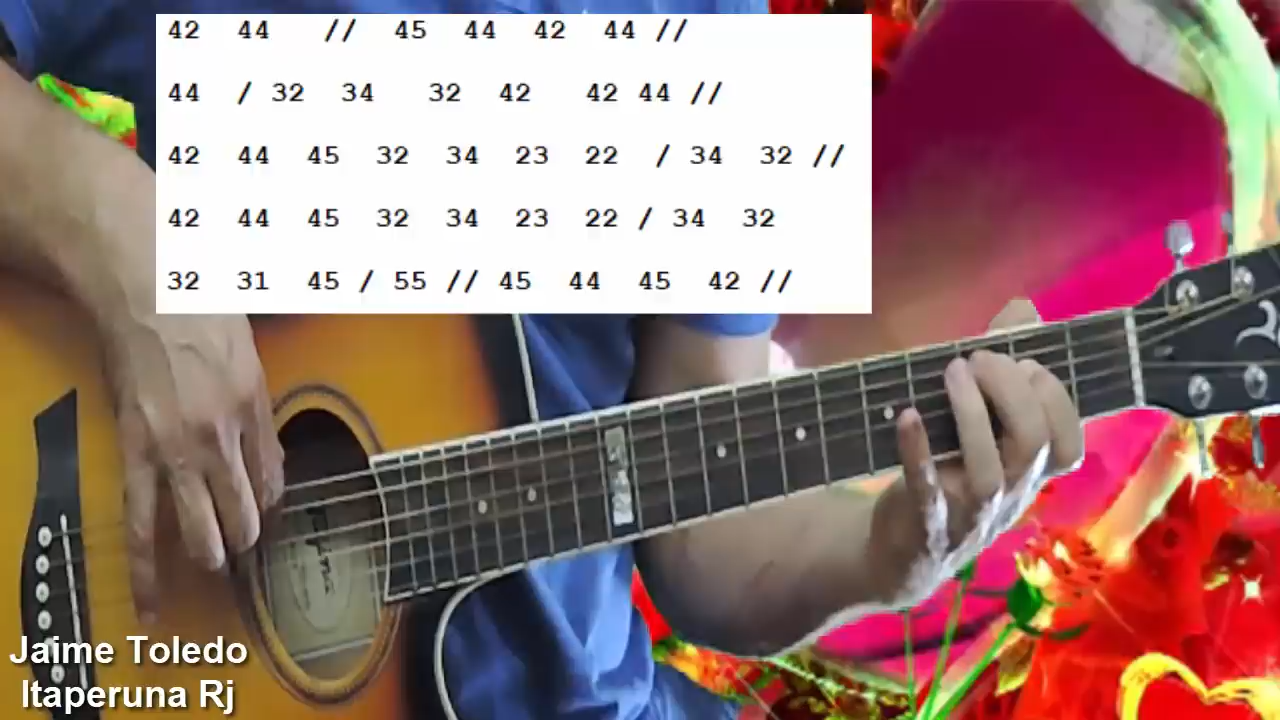 42 44 // 45 44 42 44 //
44 / 32 34 32 42 42 44 //
42 44 45 32 34 23 22 / 34 32 //
42 44 45 32 34 23 22 / 34 32
32 31 45 / 55 // 45 44 45 42 //
Jaime Toledo
Itaperuna Rj